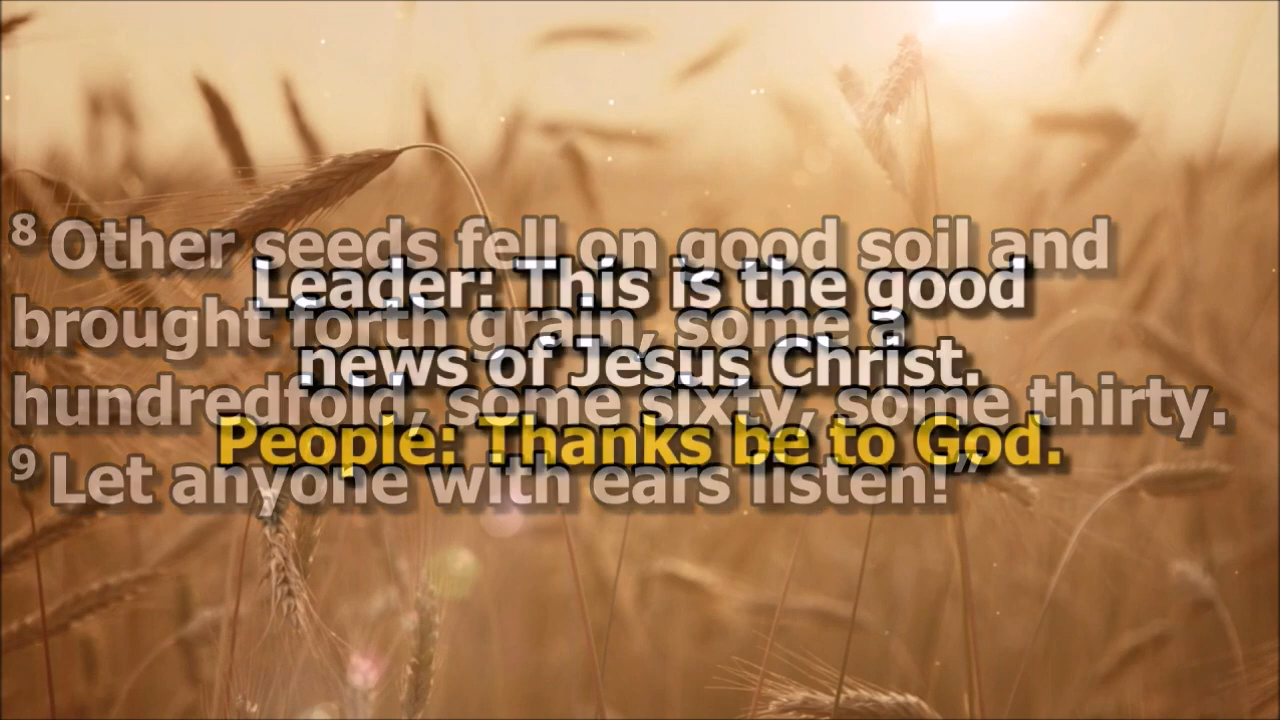 ⁸ Other seeds fell on good soil and
brought forth grain, some a
hundredfold, some sixty, some thirty.
⁹ Let anyone with ears listen!”
Leader: This is the good
news of Jesus Christ.
People: Thanks be to God.